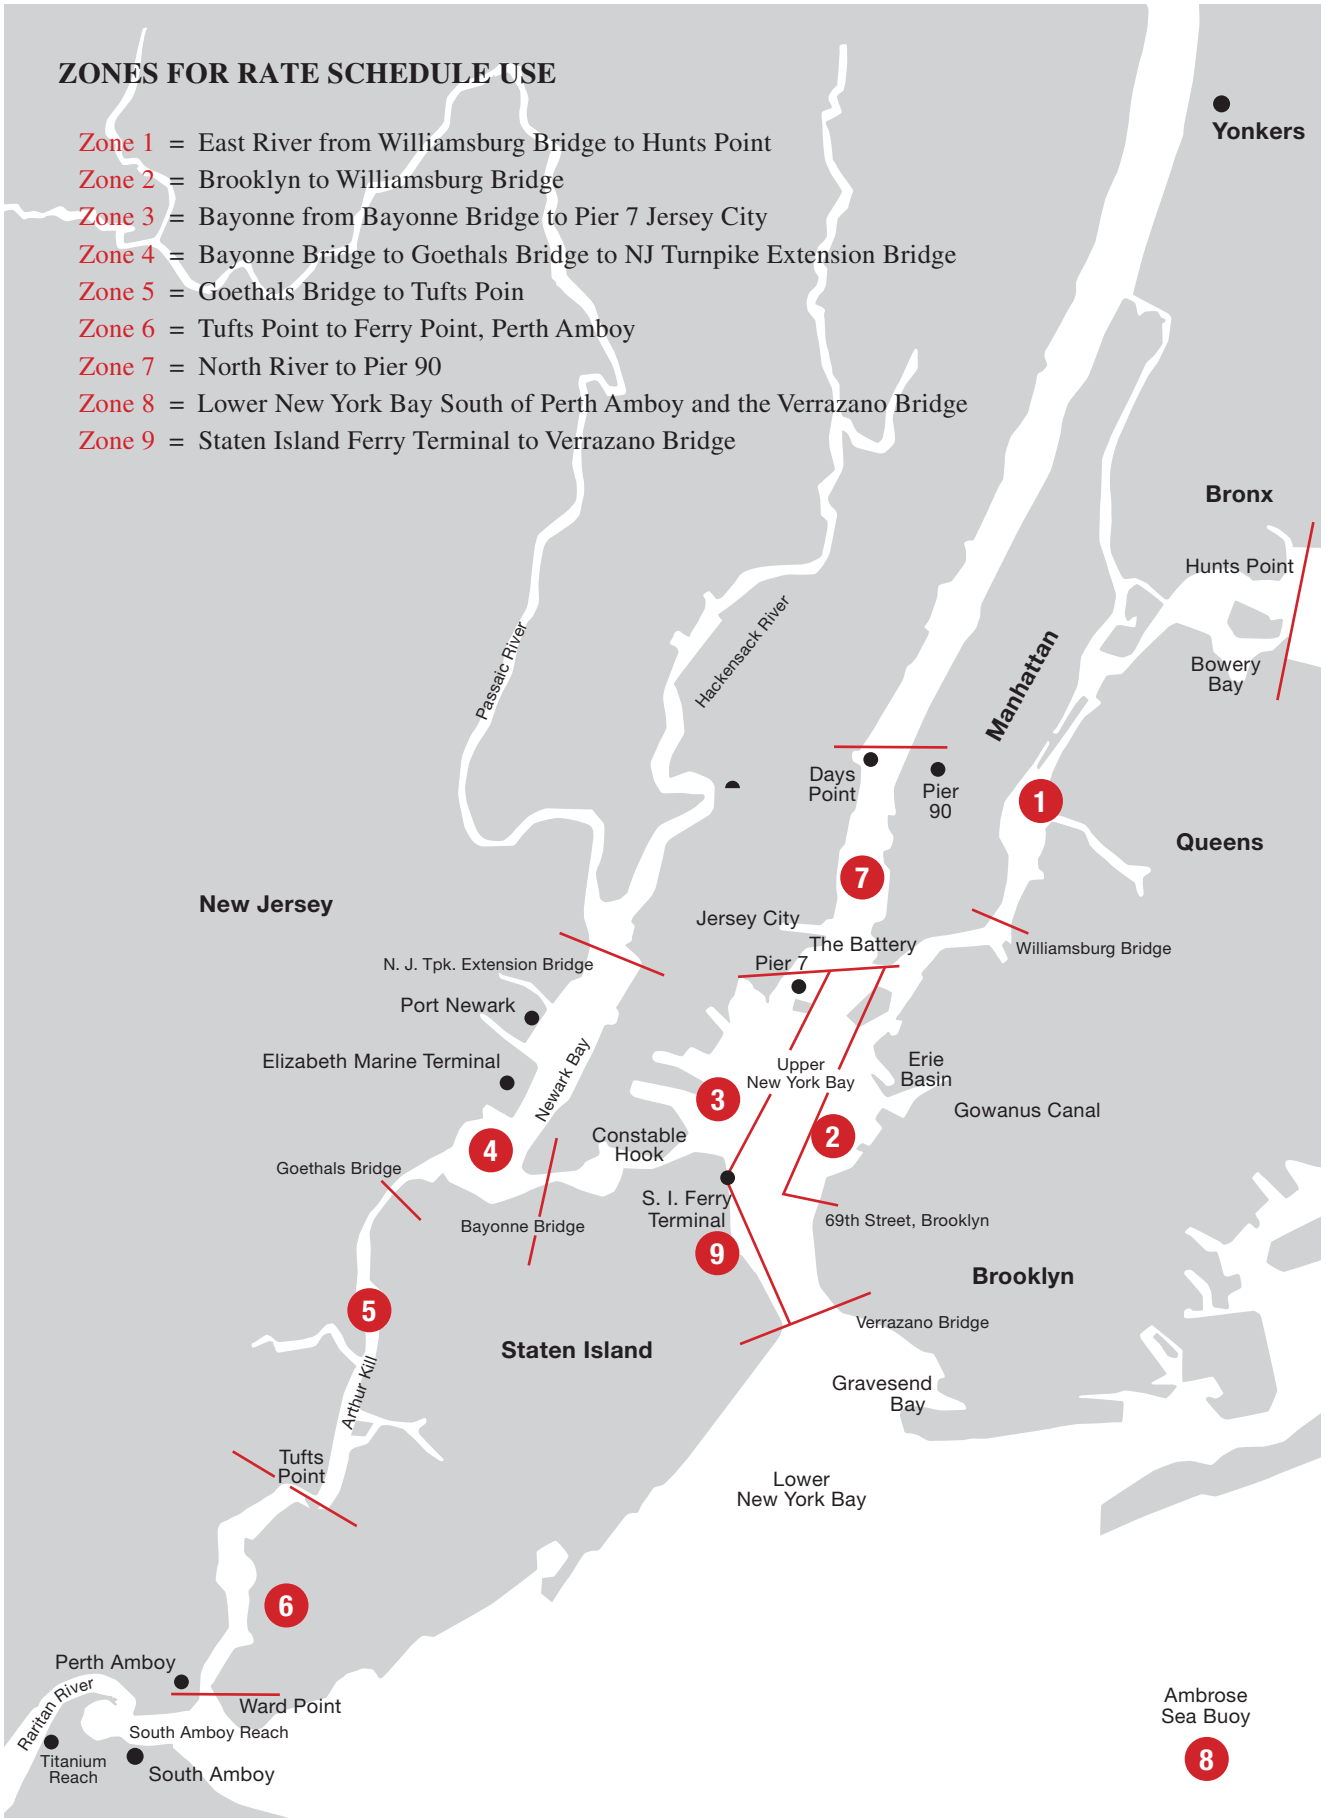 ZONES FOR RATE SCHEDULE USE
Zone 1 = East River from Williamsburg Bridge to Hunts Point
Zone 2 = Brooklyn to Williamsburg Bridge
Zone 3 = Bayonne from Bayonne Bridge to Pier 7 Jersey City
Zone 4 = Bayonne Bridge to Goethals Bridge to NJ Turnpike Extension Bridge
Zone 5 = Goethals Bridge to Tufts Poin
Zone 6 = Tufts Point to Ferry Point, Perth Amboy
Zone 7 = North River to Pier 90
Zone 8 = Lower New York Bay South of Perth Amboy and the Verrazano Bridge
Zone 9 = Staten Island Ferry Terminal to Verrazano Bridge
Yonkers
Bronx
Hunts Point
Bowery
Bay
Manhattan
Passaic River
Hackensack River
Days
Point
Pier
90
1
Queens
7
New Jersey
Jersey City
The Battery
Williamsburg Bridge
N. J. Tpk. Extension Bridge
Pier 7
Port Newark
Elizabeth Marine Terminal
Newark Bay
Upper
New York Bay
Erie
Basin
Gowanus Canal
3
2
4
Constable
Hook
Goethals Bridge
Bayonne Bridge
S. I. Ferry
Terminal
69th Street, Brooklyn
9
Brooklyn
5
Verrazano Bridge
Staten Island
Arthur Kill
Gravesend
Bay
Tufts
Point
Lower
New York Bay
6
Perth Amboy
Raritan River
Ward Point
South Amboy Reach
Titanium
Reach
South Amboy
Ambrose
Sea Buoy
8